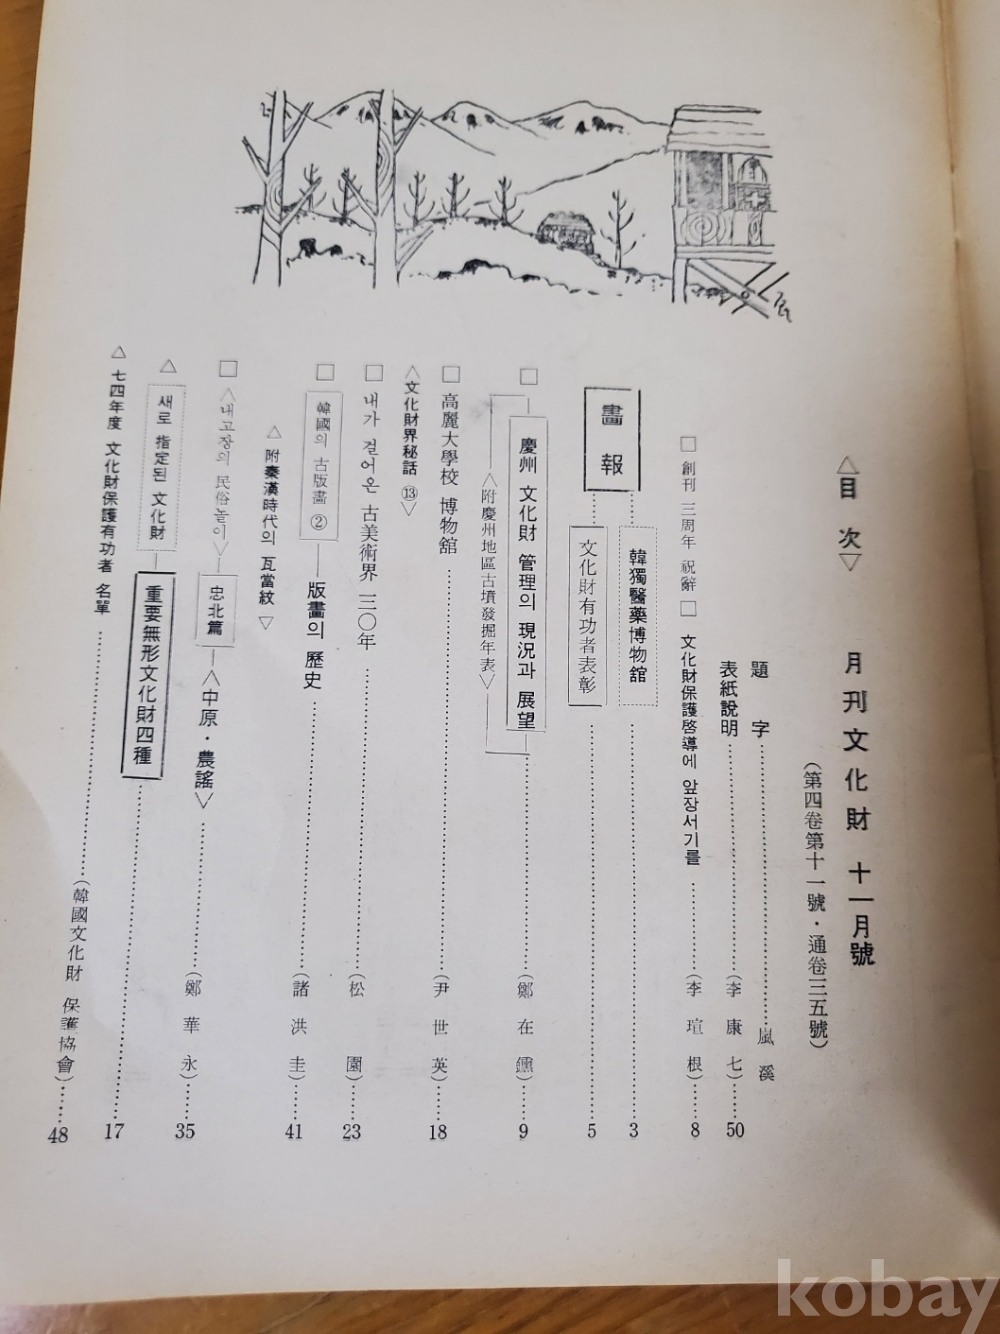 △目次▽ 月刊文化財 十一月號
(第四卷第十一號・通卷三五號)
題字……嵐溪
表紙說明……(李康七)……50
□ 創刊 三周年 祝辭 □ 文化財保護啓導에 앞장서기를……(李瑄根)……8
畫報……韓獨醫藥博物館……3
文化財有功者表彰……5
□ 慶州 文化財 管理의 現況과 展望……(鄭在鑂)……9
〈附慶州地區古墳發掘年表〉
□ 高麗大學校 博物館……(尹世英)……18
〈文化財界秘話 ⑬〉
□ 내가 걸어온 古美術界 三〇年……(松園)……23
□ 韓國의 古版畫 ② — 版畫의 歷史……(諸洪圭)……41
△ 附秦漢時代의 瓦當紋 ▽
□ 〈내고장의 民俗놀이〉 — 忠北篇 — 〈中原・農謠〉……(鄭華永)……35
△ 새로 指定된 文化財 — 重要無形文化財四種……17
△ 七四年度 文化財保護有功者 名單……(韓國文化財 保護協會)……48
kobay